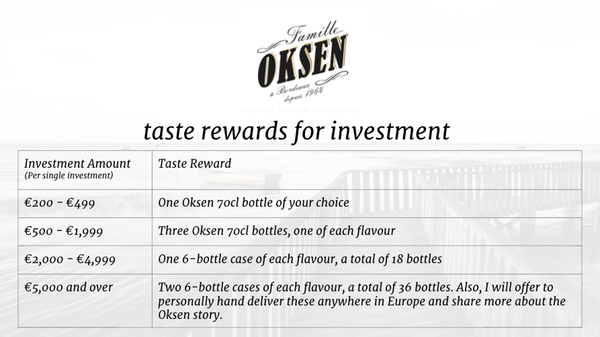 Famille
OKSEN
à Bordeaux
depuis 1964
taste rewards for investment
Investment Amount
(Per single investment)
Taste Reward
€200 - €499
One Oksen 70cl bottle of your choice
€500 - €1,999
Three Oksen 70cl bottles, one of each flavour
€2,000 - €4,999
One 6-bottle case of each flavour, a total of 18 bottles
€5,000 and over
Two 6-bottle cases of each flavour, a total of 36 bottles. Also, I will offer to
personally hand deliver these anywhere in Europe and share more about the
Oksen story.